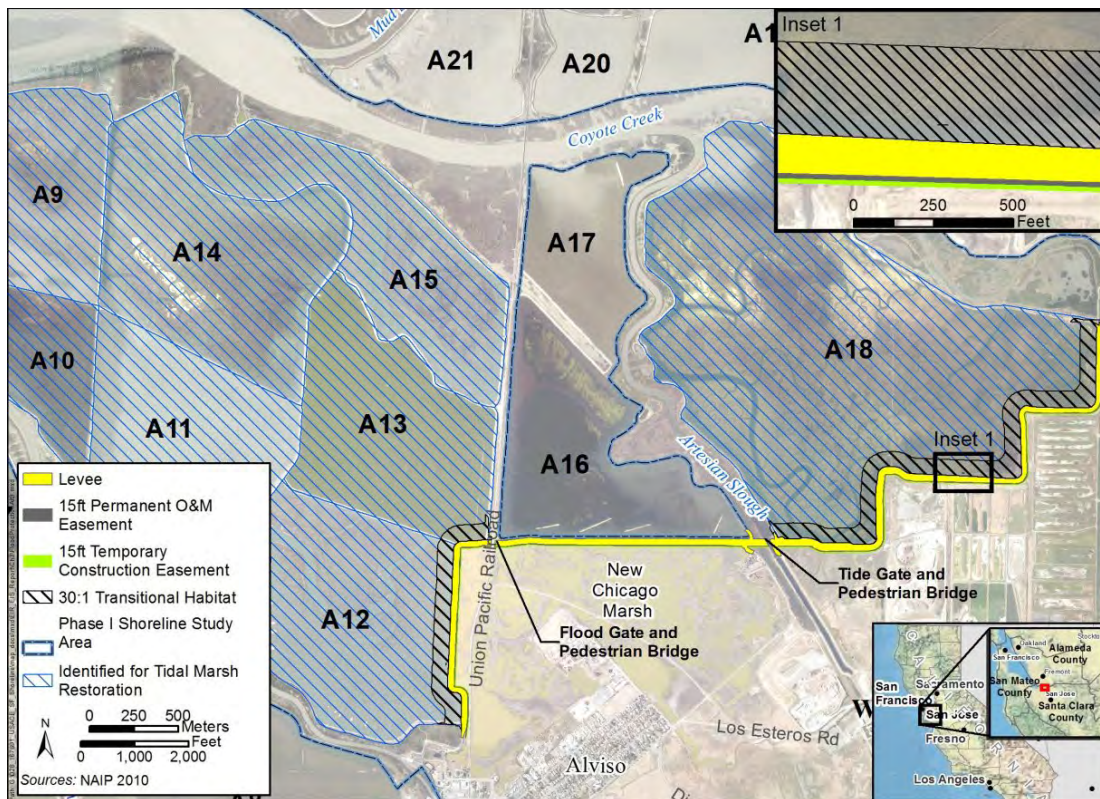 Mud
A21
A20
A1
Coyote Creek
A9
A14
A15
A17
A18
A10
A11
A13
A16
Artesian Slough
Inset 1
A12
Union Pacific Railroad
New
Chicago
Marsh
Tide Gate and
Pedestrian Bridge
Flood Gate and
Pedestrian Bridge
Los Esteros Rd
Alviso
Inset 1
0 250 500
Feet
Levee
15ft Permanent O&M
Easement
15ft Temporary
Construction Easement
30:1 Transitional Habitat
Phase I Shoreline Study
Area
Identified for Tidal Marsh
Restoration
N
0 250 500
Meters
Feet
0 1,000 2,000
Sources: NAIP 2010
W
Sacramento
San
Francisco
San Jose
Fresno
Los Angeles
Oakland
San Francisco
Alameda
County
Fremont
San Mateo
County
San Jose
Santa Clara
County